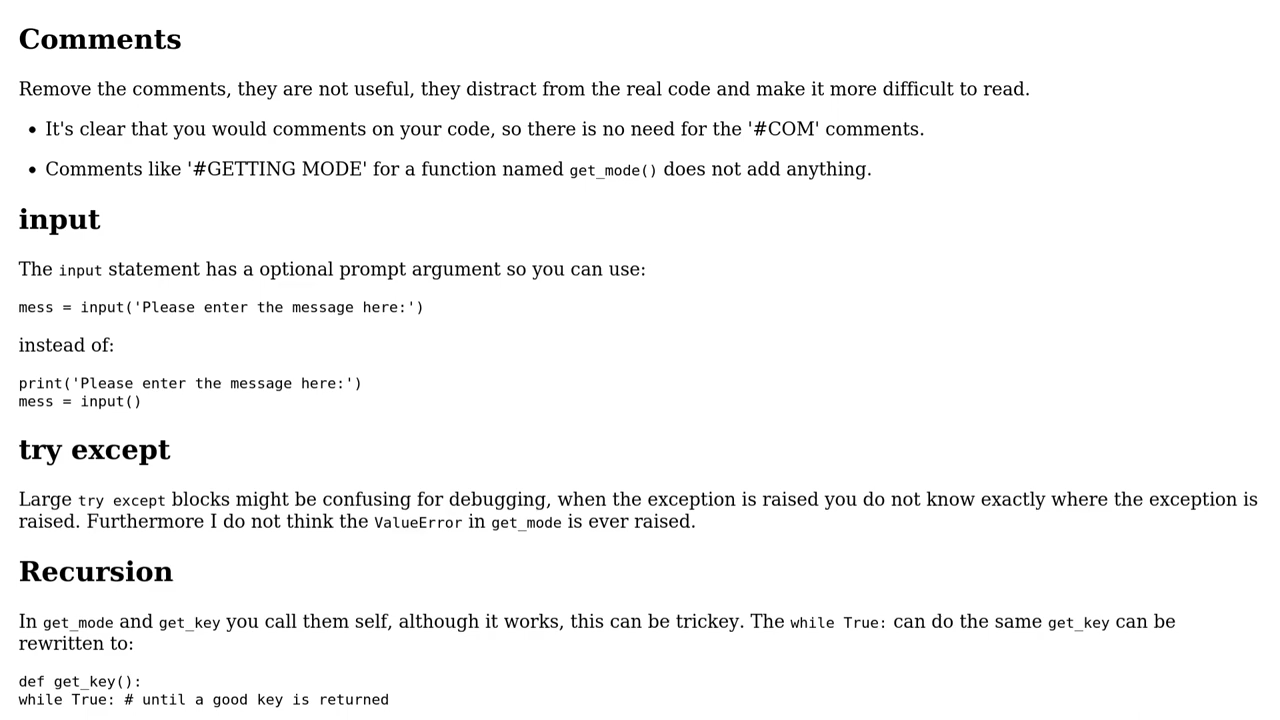 Comments
Remove the comments, they are not useful, they distract from the real code and make it more difficult to read.
• It's clear that you would comments on your code, so there is no need for the '#COM' comments.
• Comments like '#GETTING MODE' for a function named get_mode() does not add anything.
input
The input statement has a optional prompt argument so you can use:
mess = input('Please enter the message here:')
instead of:
print('Please enter the message here:')
mess = input()
try except
Large try except blocks might be confusing for debugging, when the exception is raised you do not know exactly where the exception is
raised. Furthermore I do not think the ValueError in get_mode is ever raised.
Recursion
In get_mode and get_key you call them self, although it works, this can be trickey. The while True: can do the same get_key can be
rewritten to:
def get_key():
while True: # until a good key is returned